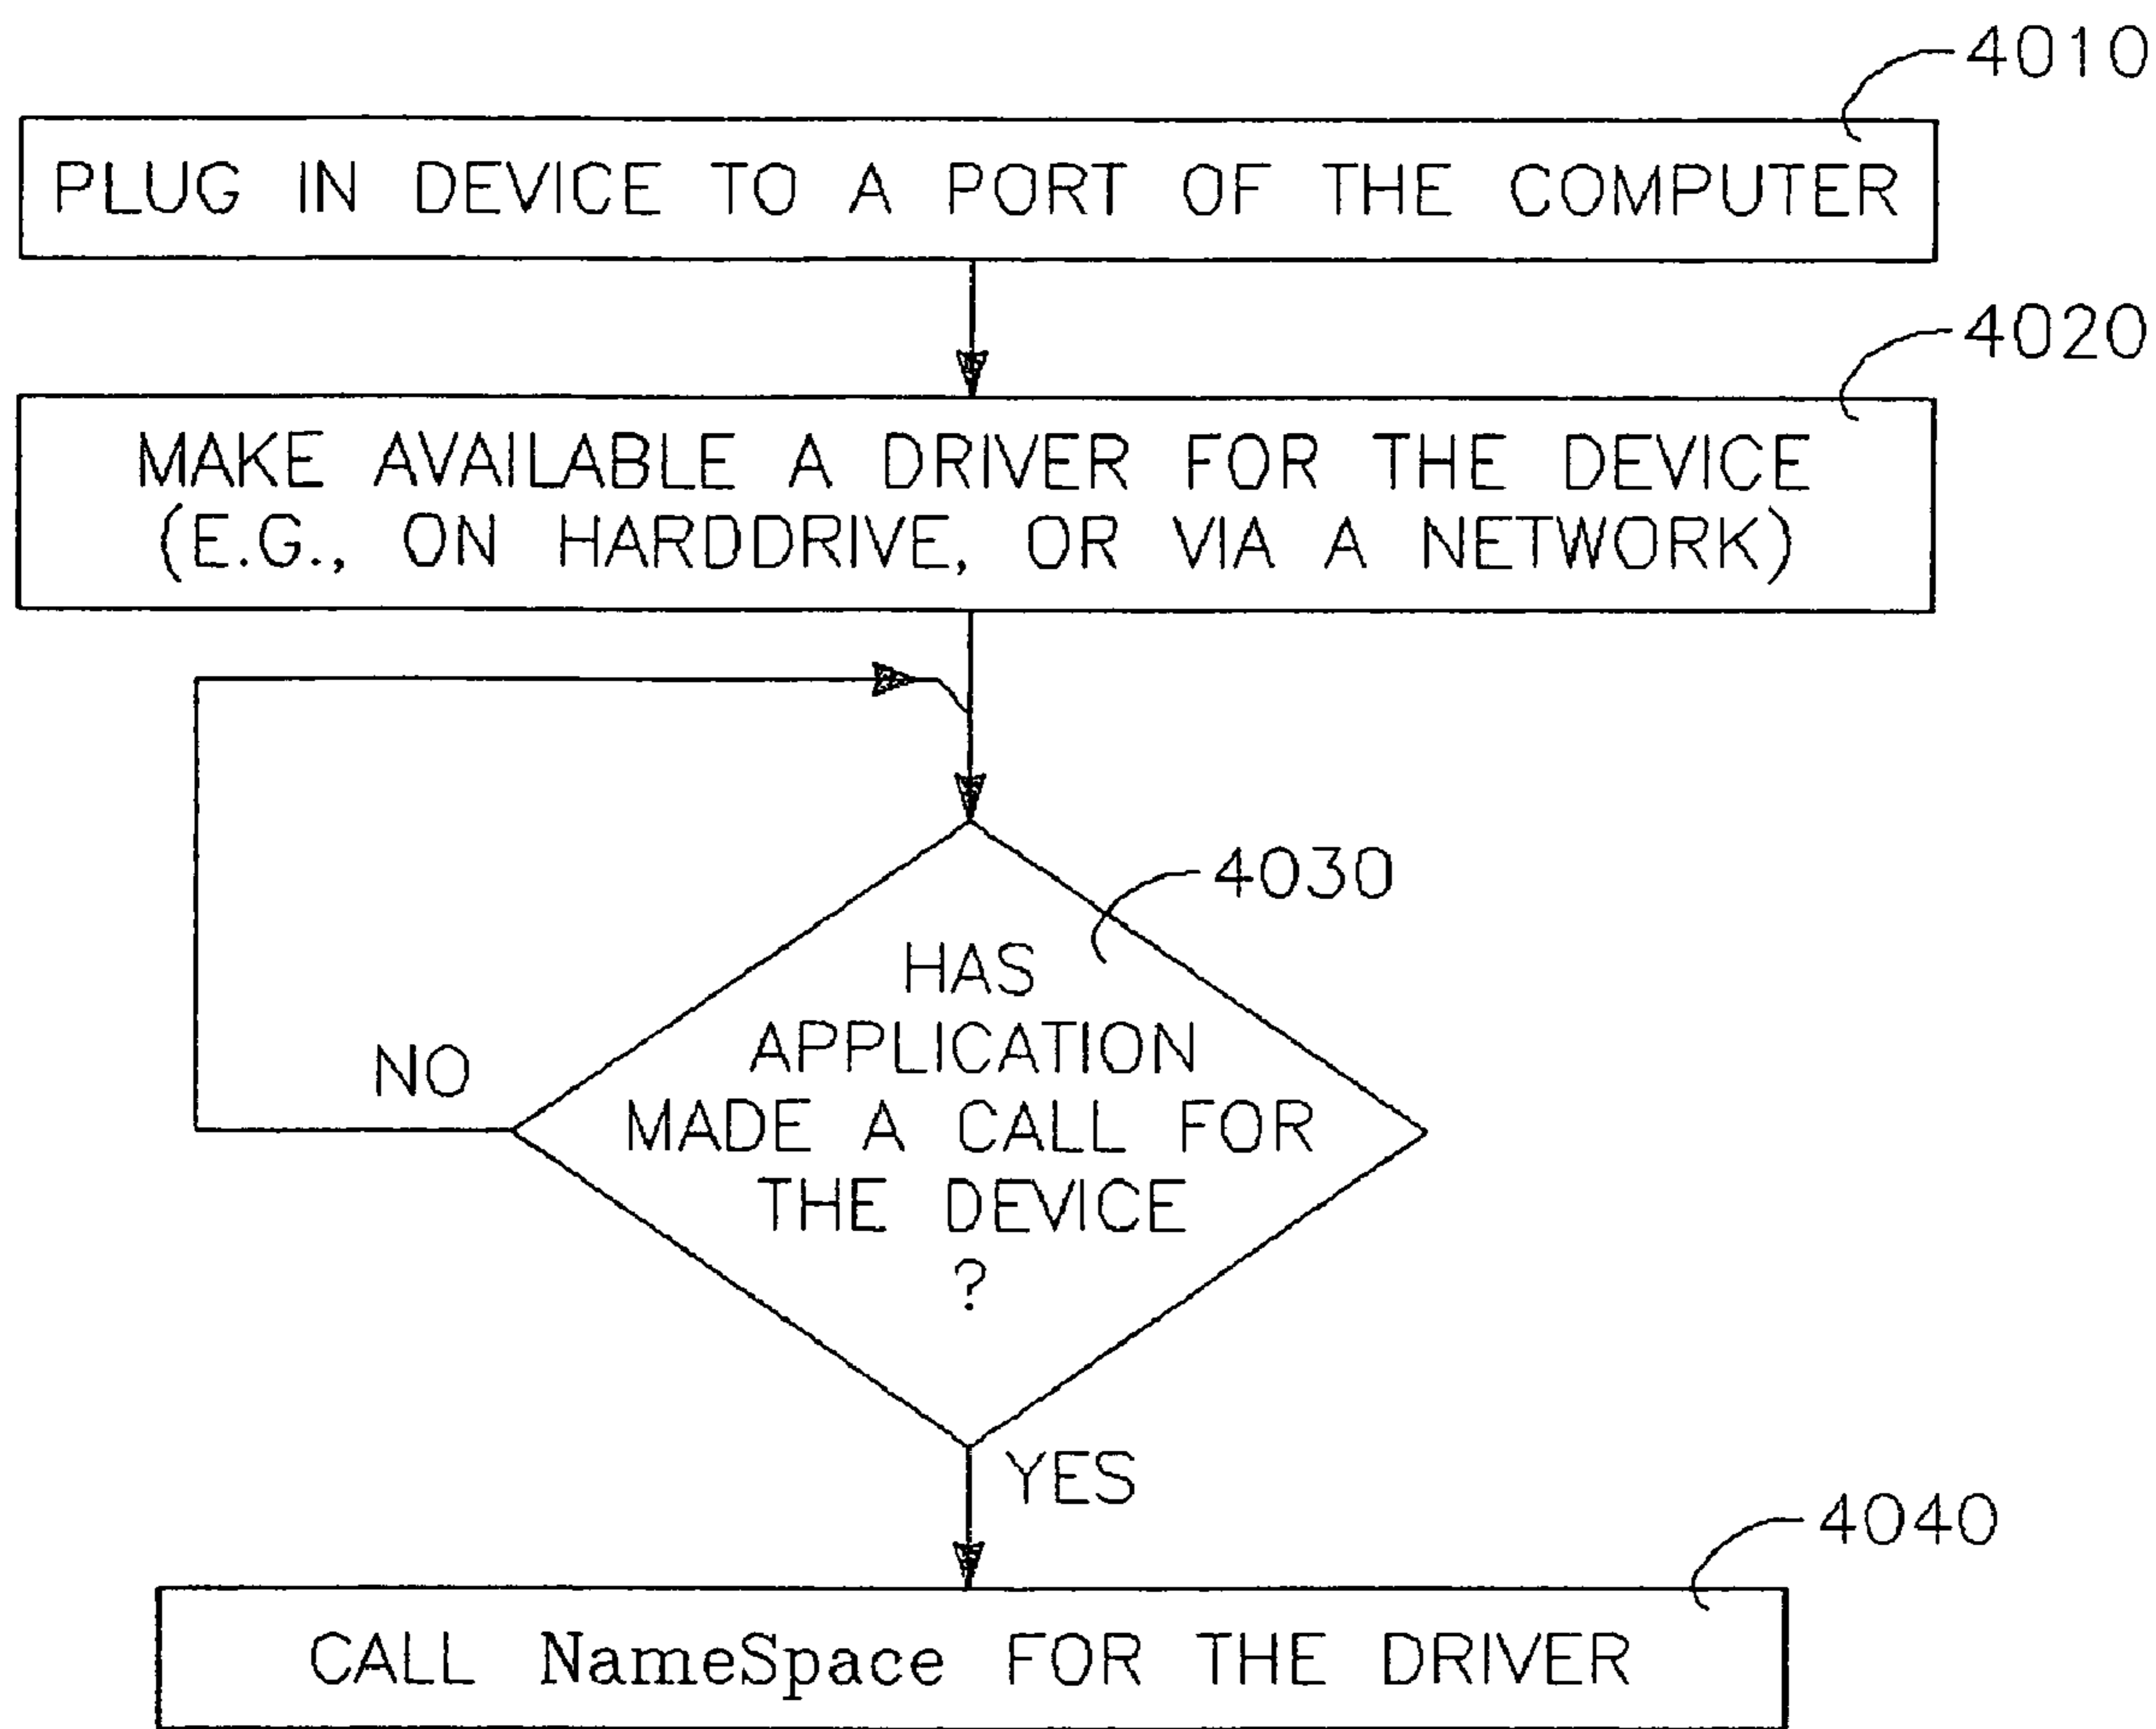 4010
PLUG IN DEVICE TO A PORT OF THE COMPUTER
4020
MAKE AVAILABLE A DRIVER FOR THE DEVICE
(E.G., ON HARDDRIVE, OR VIA A NETWORK)
4030
HAS
APPLICATION
MADE A CALL FOR
THE DEVICE
?
NO
YES
4040
CALL NameSpace FOR THE DRIVER